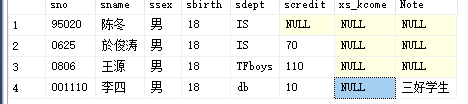 sno sname ssex sbirth sdept scredit xs_kcome Note
1 95020 陈冬 男 18 IS NULL NULL NULL
2 0625 於俊涛 男 18 IS 70 NULL NULL
3 0806 王源 男 18 TFboys 110 NULL NULL
4 001110 李四 男 18 db 10 NULL 三好学生